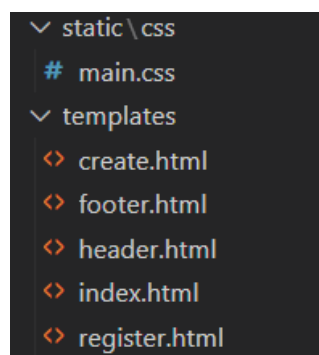 static\css
# main.css
templates
<> create.html
<> footer.html
<> header.html
<> index.html
<> register.html